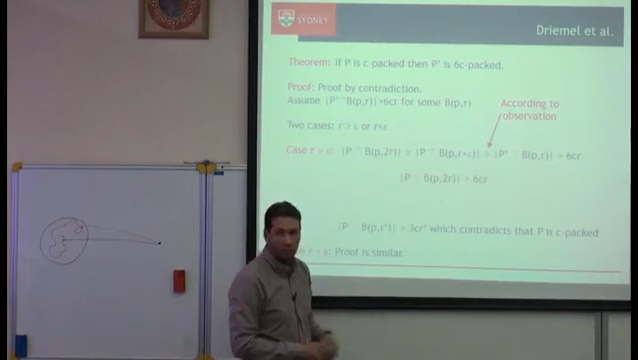 SYDNEY
Driemel et al.
Theorem: If P is c-packed then P' is 6c-packed.
Proof: Proof by contradiction.
Assume |P' B(p,r)|>6cr for some B(p,r)
According to
observation
Two cases: r ≥ ε or r<ε
Case r ≥ ε: |P B(p,2r)| ≥ |P B(p,r+ε)| ≥ |P' B(p,r)| > 6cr
|P B(p,2r)| > 6cr
|P B(p,r')| > 3cr' which contradicts that P is c-packed
Proof is similar